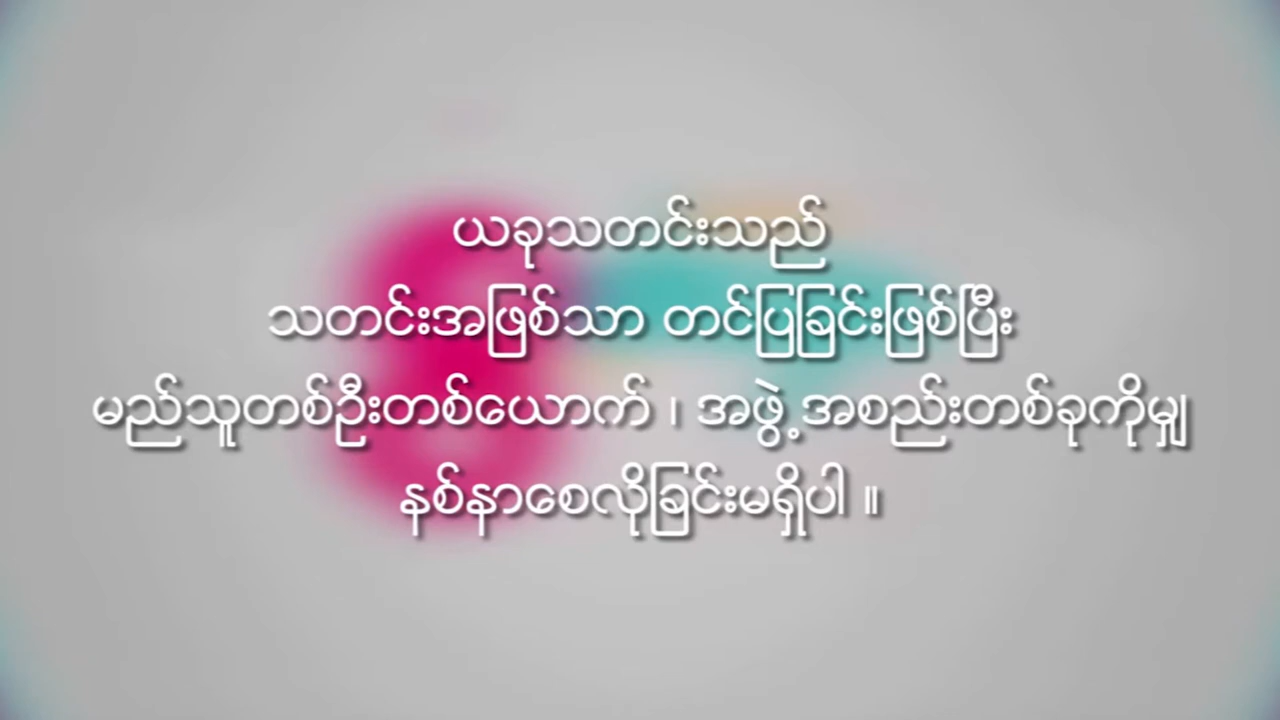 ယခုသတင်းသည်
သတင်းအဖြစ်သာ တင်ပြခြင်းဖြစ်ပြီး
မည်သူတစ်ဦးတစ်ယောက် ၊ အဖွဲ့အစည်းတစ်ခုကိုမျှ
နစ်နာစေလိုခြင်းမရှိပါ ။